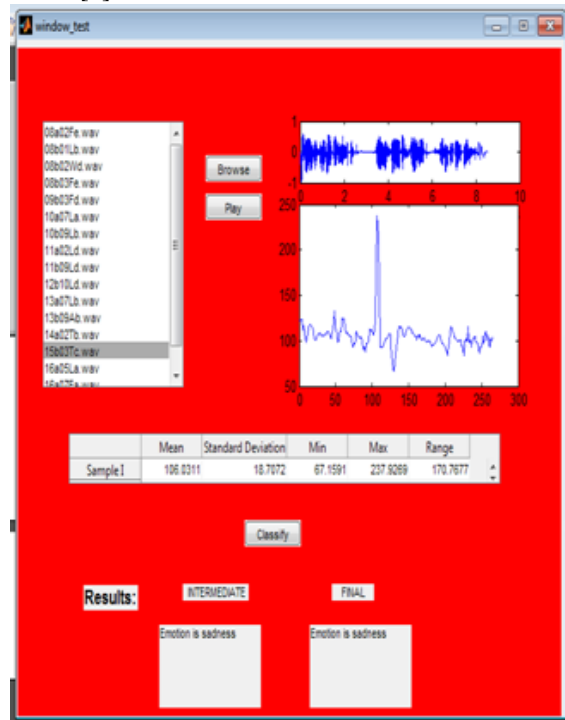 window_test
08a02Fe.wav
08b01Lb.wav
08b02Wd.wav
08b03Fe.wav
09b03Fd.wav
10a07La.wav
10b09Lb.wav
11a02Ld.wav
11b09Ld.wav
12b10Ld.wav
13a07Lb.wav
13b09Ab.wav
14a02Tb.wav
15b03Tc.wav
16a05La.wav
16a07Ea.wav
Browse
Play
1
0
-1
0 2 4 6 8 10
250
200
150
100
50
0 50 100 150 200 250 300
Mean Standard Deviation Min Max Range
Sample I 106.0311 18.7072 67.1591 237.9269 170.7677
Classify
Results: INTERMEDIATE FINAL
Emotion is sadness Emotion is sadness